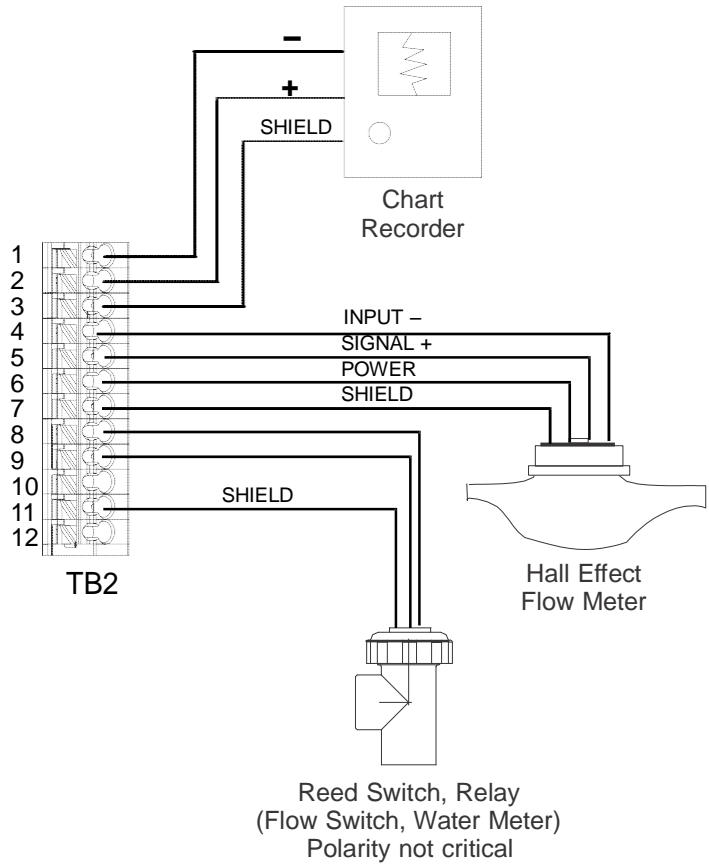 –
+
SHIELD
Chart
Recorder
1
2
3
4
5
6
7
8
9
10
11
12
INPUT –
SIGNAL +
POWER
SHIELD
SHIELD
TB2
Hall Effect
Flow Meter
Reed Switch, Relay
(Flow Switch, Water Meter)
Polarity not critical